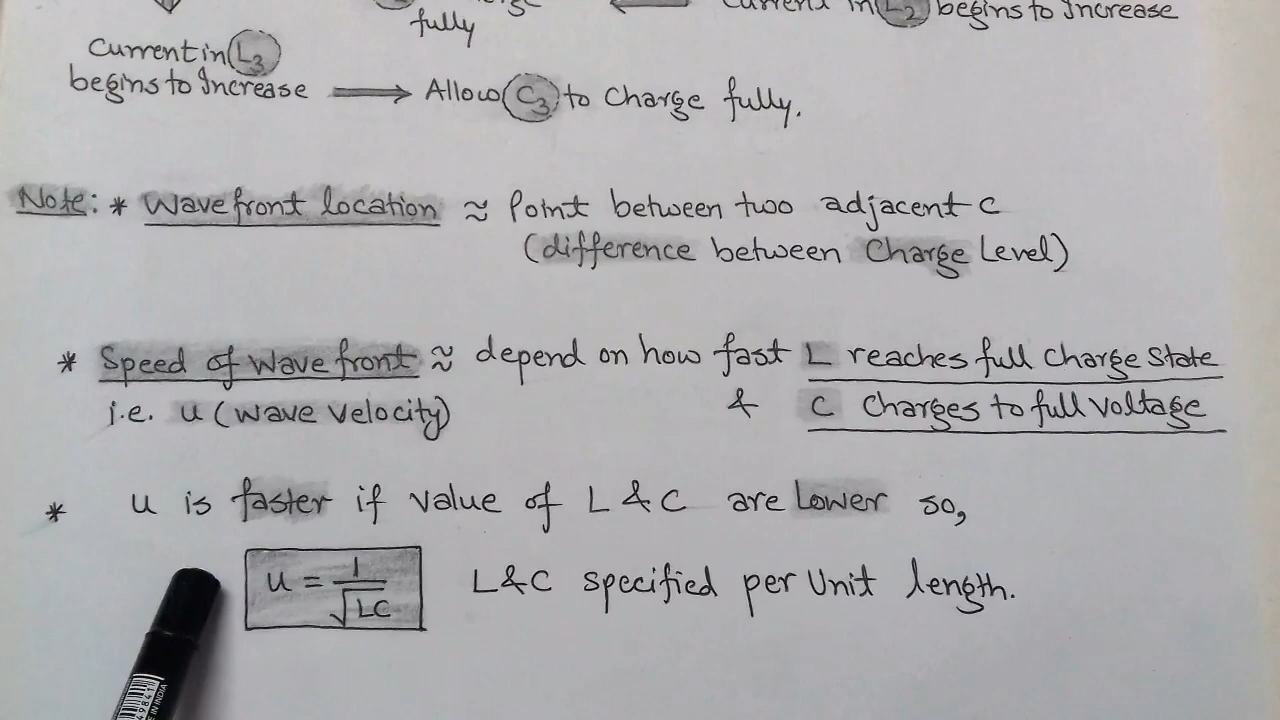 Current in L2 begins to Increase
fully
Current in L3
begins to Increase ⟹ Allow C3 to Charge fully.
Note: * Wavefront location ≈ Point between two adjacent C
(difference between Charge Level)
* Speed of wavefront ≈ depend on how fast L reaches full Charge State
i.e. u (wave velocity) & C Charges to full voltage
* u is faster if value of L & C are lower so,
u = 1/√LC L&C specified per Unit length.
IN INDIA